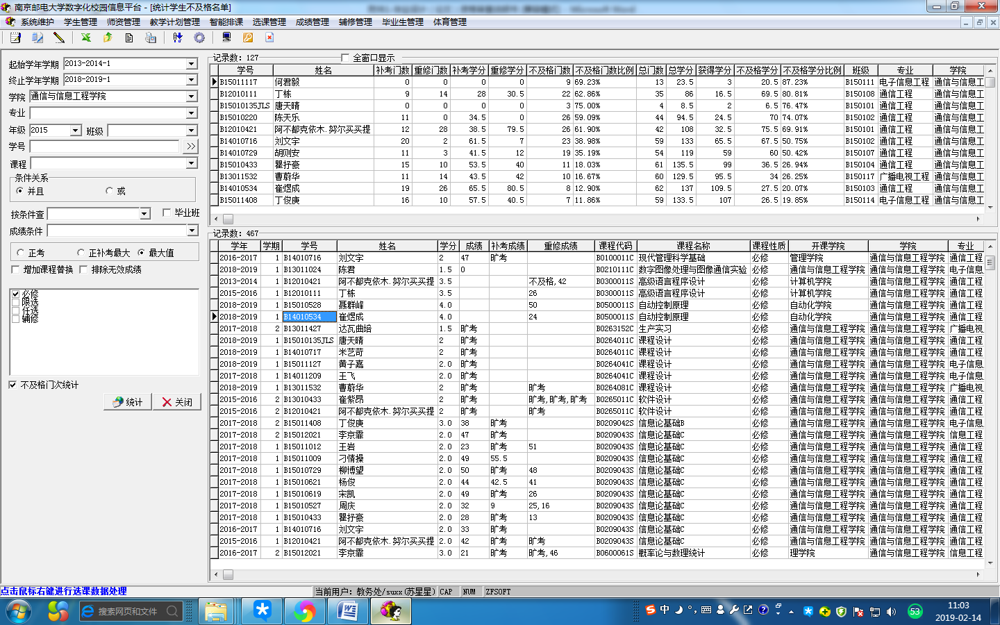 南京邮电大学数字化校园信息平台 - [统计学生不及格名单]
系统维护 学生管理 师资管理 教学计划管理 智能排课 选课管理 成绩管理 辅修管理 毕业生管理 体育管理
起始学年学期 2013-2014-1
终止学年学期 2018-2019-1
学院 通信与信息工程学院
专业
年级 2015 班级
学号 >>
课程
条件关系
并且 或
按条件查 毕业班
成绩条件
正考 正补考最大 最大值
增加课程替换 排除无效成绩
必修
限选
任选
辅修
不及格门次统计
统计 关闭
记录数: 127 全窗口显示
学号 姓名 补考门数 重修门数 补考学分 重修学分 不及格门数 不及格门数比例 总门数 总学分 获得学分 不及格学分 不及格学分比例 班级 专业 学院
B15011117 何君毅 0 0 0 0 9 69.23% 13 23.5 3 20.5 87.23% B150111 电子信息工程 通信与信息工
B12010111 丁栋 9 14 28 30.5 22 62.86% 35 86 16.5 69.5 80.81% B150108 通信工程 通信与信息工
B15010135JLS 唐天晴 0 0 0 0 3 75.00% 4 8.5 2 6.5 76.47% B150101 通信工程 通信与信息工
B15010220 陈天乐 11 0 34.5 0 26 59.09% 44 94.5 24.5 70 74.07% B150102 通信工程 通信与信息工
B12010421 阿不都克依木.努尔买买提 12 28 38.5 79.5 26 61.90% 42 108 32.5 75.5 69.91% B150101 通信工程 通信与信息工
B14010716 刘文宇 20 2 61.5 7 23 38.98% 59 133 65.5 67.5 50.75% B150102 通信工程 通信与信息工
B14010729 胡则安 11 3 41.5 12 19 35.19% 54 119 59 60 50.42% B150107 通信工程 通信与信息工
B15010433 瞿抒豪 15 10 53.5 40 11 18.03% 61 135.5 99 36.5 26.94% B150104 通信工程 通信与信息工
B13011532 曹蔚华 11 14 43.5 42 10 16.67% 60 129.5 95.5 34 26.25% B150117 广播电视工程 通信与信息工
B14010534 崔煜成 19 26 65.5 80.5 8 12.90% 62 137 109.5 27.5 20.07% B150103 通信工程 通信与信息工
B15011408 丁俊庚 16 10 57.5 40.5 7 11.86% 59 133.5 107 26.5 19.85% B150114 电子信息工程 通信与信息工
记录数: 467
学年 学期 学号 姓名 学分 成绩 补考成绩 重修成绩 课程代码 课程名称 课程性质 开课学院 学院 专业
2016-2017 1 B14010716 刘文宇 2 47 旷考 B0100011C 现代管理科学基础 必修 管理学院 通信与信息工程学院 通信工程
2018-2019 1 B13011024 陈君 1.5 0 B0210111C 数字图像处理与图像通信实验 必修 通信与信息工程学院 通信与信息工程学院 电子信息
2013-2014 1 B12010421 阿不都克依木.努尔买买提 3.5 不及格,42 B0300011S 高级语言程序设计 必修 计算机学院 通信与信息工程学院 通信工程
2015-2016 1 B12010111 丁栋 3.5 26 B0300011S 高级语言程序设计 必修 计算机学院 通信与信息工程学院 通信工程
2018-2019 1 B15010528 聂群峰 4.0 50 B0500011S 自动控制原理 必修 自动化学院 通信与信息工程学院 通信工程
2018-2019 1 B14010534 崔煜成 4.0 24 B0500011S 自动控制原理 必修 自动化学院 通信与信息工程学院 通信工程
2017-2018 2 B13011427 达瓦曲培 1.5 旷考 B0263152C 生产实习 必修 通信与信息工程学院 通信与信息工程学院 广播电视
2018-2019 1 B15010135JLS 唐天晴 2 旷考 B0264011C 课程设计 必修 通信与信息工程学院 通信与信息工程学院 通信工程
2018-2019 1 B14010717 米艺苛 2 旷考 B0264011C 课程设计 必修 通信与信息工程学院 通信与信息工程学院 通信工程
2018-2019 1 B15011127 黄子嘉 2.0 旷考 B0264041C 课程设计 必修 通信与信息工程学院 通信与信息工程学院 电子信息
2017-2018 1 B14011209 王飞 2.0 旷考 B0264041C 课程设计 必修 通信与信息工程学院 通信与信息工程学院 电子信息
2018-2019 1 B13011532 曹蔚华 2 旷考 旷考 B0264081C 课程设计 必修 通信与信息工程学院 通信与信息工程学院 广播电视
2015-2016 2 B13010433 崔紫昂 2 旷考 旷考,旷考,旷考 B0265011C 软件设计 必修 通信与信息工程学院 通信与信息工程学院 通信工程
2015-2016 2 B12010421 阿不都克依木.努尔买买提 2 旷考 旷考 B0265011C 软件设计 必修 通信与信息工程学院 通信与信息工程学院 通信工程
2017-2018 2 B15011408 丁俊庚 3.0 38 旷考 B0209042S 信息论基础B 必修 通信与信息工程学院 通信与信息工程学院 电子信息
2017-2018 2 B15012021 李京霏 2.0 47 旷考 B0209043S 信息论基础C 必修 通信与信息工程学院 通信与信息工程学院 信息工程
2017-2018 1 B15011012 王岩 2.0 23 旷考 51 B0209043S 信息论基础C 必修 通信与信息工程学院 通信与信息工程学院 通信工程
2017-2018 1 B15011009 刁情操 2.0 49 55.5 B0209043S 信息论基础C 必修 通信与信息工程学院 通信与信息工程学院 通信工程
2017-2018 1 B15010729 柳博望 2.0 50 旷考 48 B0209043S 信息论基础C 必修 通信与信息工程学院 通信与信息工程学院 通信工程
2017-2018 1 B15010621 杨俊 2.0 44 42.5 41 B0209043S 信息论基础C 必修 通信与信息工程学院 通信与信息工程学院 通信工程
2017-2018 1 B15010619 宋凯 2.0 49 旷考 26 B0209043S 信息论基础C 必修 通信与信息工程学院 通信与信息工程学院 通信工程
2017-2018 1 B15010527 周庆 2.0 32 9 25,16 B0209043S 信息论基础C 必修 通信与信息工程学院 通信与信息工程学院 通信工程
2017-2018 1 B15010433 瞿抒豪 2.0 28 旷考 13 B0209043S 信息论基础C 必修 通信与信息工程学院 通信与信息工程学院 通信工程
2016-2017 1 B14010716 刘文宇 2.0 33 B0209043S 信息论基础C 必修 通信与信息工程学院 通信与信息工程学院 通信工程
2015-2016 1 B12010421 阿不都克依木.努尔买买提 2.0 42 旷考 旷考 B0209043S 信息论基础C 必修 通信与信息工程学院 通信与信息工程学院 通信工程
2016-2017 2 B15012021 李京霏 3.0 21 旷考 旷考,46 B0600061S 概率论与数理统计 必修 理学院 通信与信息工程学院 信息工程
点击鼠标右键进行选课数据处理 当前用户: 教务处/suxx(苏星星) CAP NUM ZFSOFT
搜索网页和文件 中 53 11:03
2019-02-14